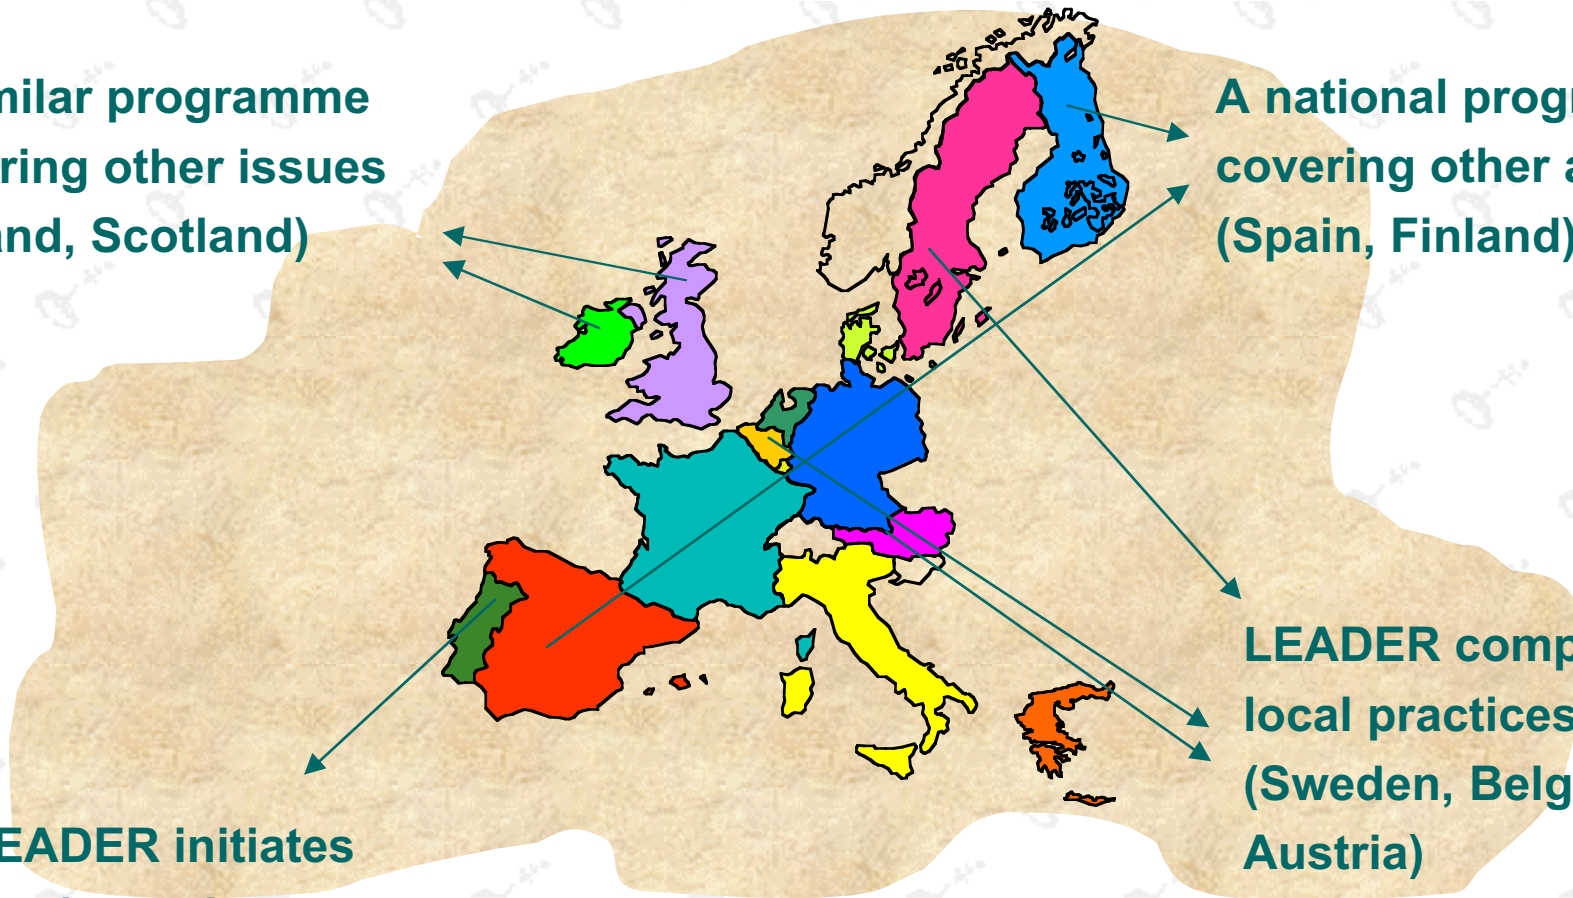 milar programme
ring other issues
and, Scotland)
A national prog
covering other a
(Spain, Finland)
LEADER comp
local practices
(Sweden, Belg
Austria)
EADER initiates